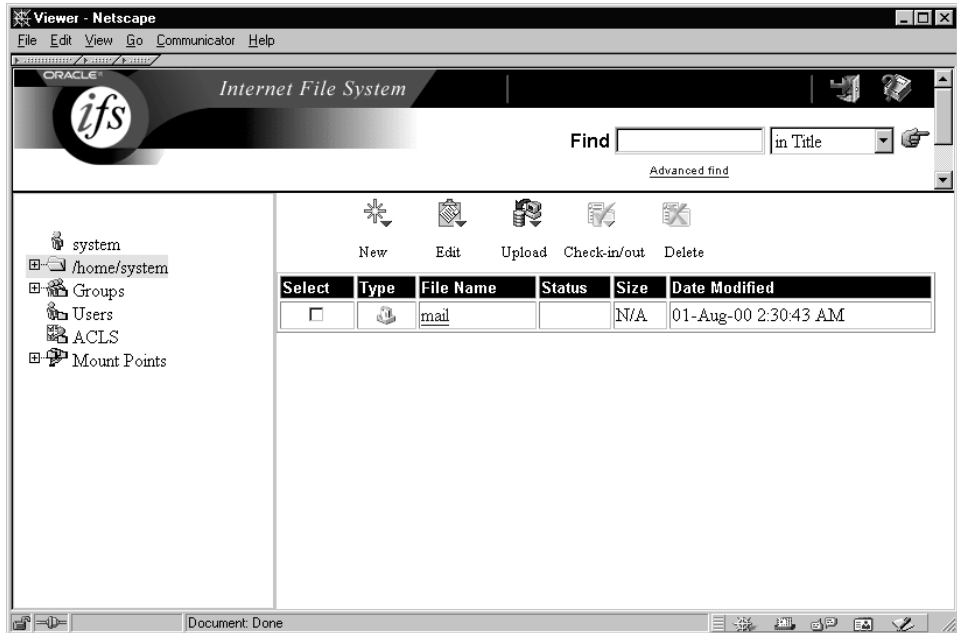 Viewer - Netscape
File Edit View Go Communicator Help
ORACLE
ifs
Internet File System
Find
in Title
Advanced find
system
/home/system
Groups
Users
ACLS
Mount Points
New Edit Upload Check-in/out Delete
Select Type File Name Status Size Date Modified
mail N/A 01-Aug-00 2:30:43 AM
Document: Done